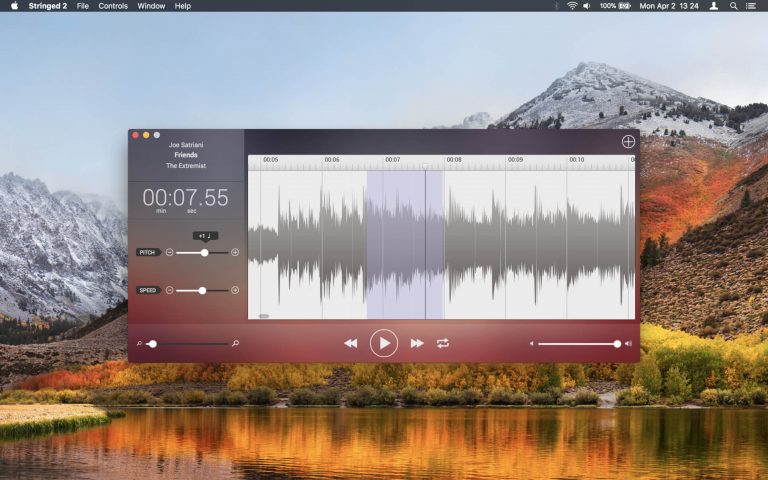 Stringed 2 File Controls Window Help 100% Mon Apr 2 13 24
Joe Satriani
Friends
The Extremist
00:05 00:06 00:07 00:08 00:09 00:10
00:07.55
min sec
+1
PITCH
SPEED